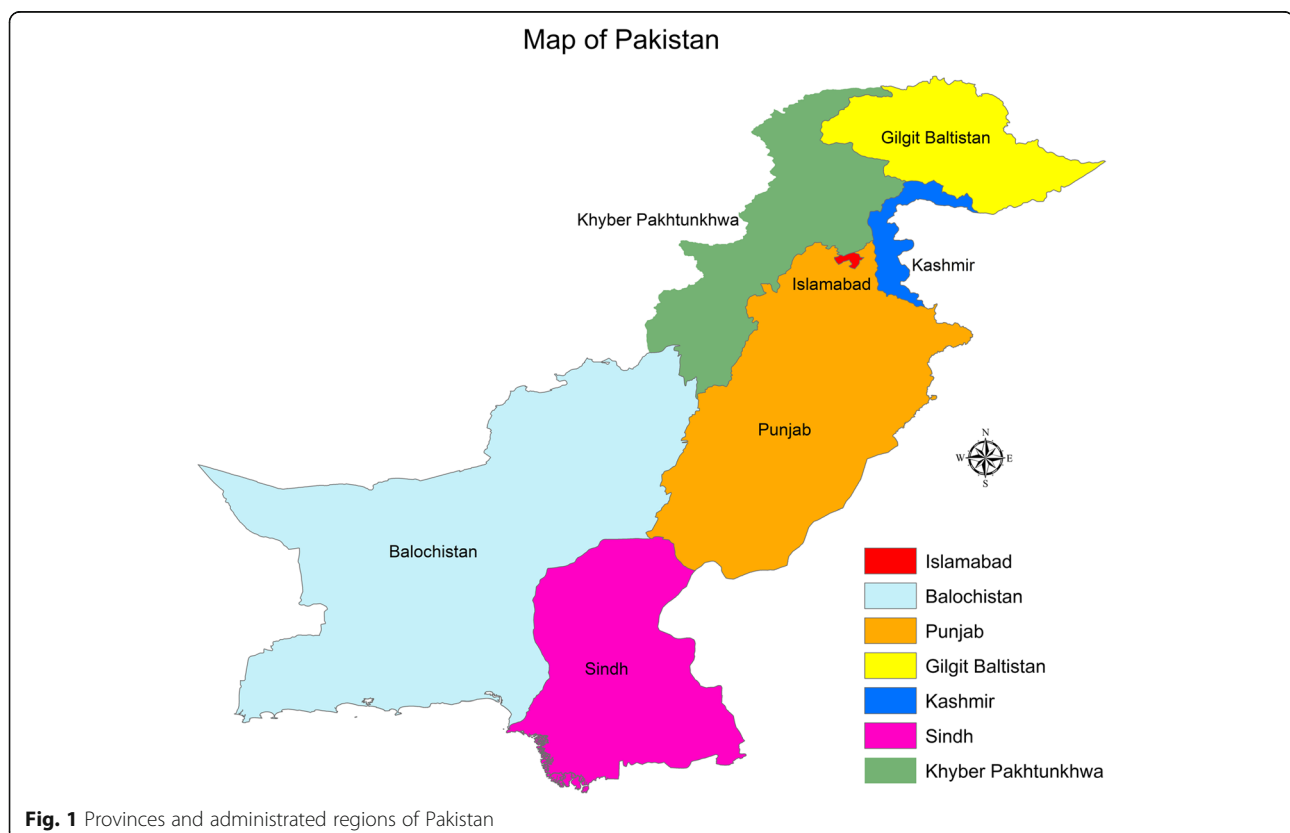 Map of Pakistan
Gilgit Baltistan
Khyber Pakhtunkhwa
Kashmir
Islamabad
Punjab
N
W E
S
Balochistan
Sindh
Islamabad
Balochistan
Punjab
Gilgit Baltistan
Kashmir
Sindh
Khyber Pakhtunkhwa
Fig. 1 Provinces and administrated regions of Pakistan